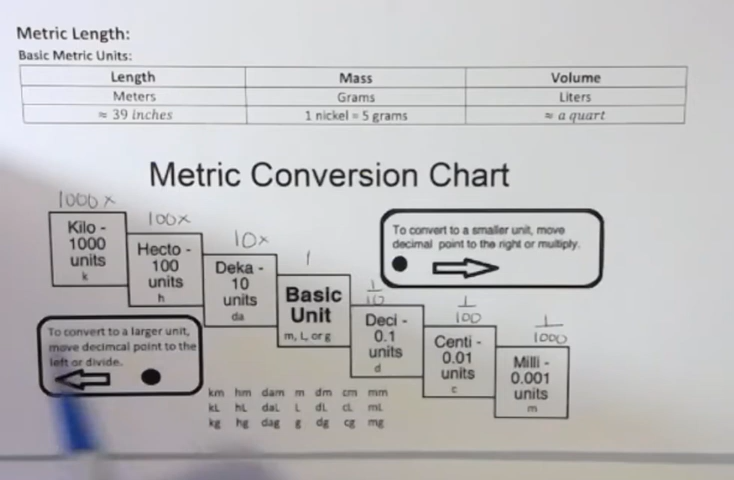 Metric Length:
Basic Metric Units:
Length Mass Volume
Meters Grams Liters
≈ 39 inches 1 nickel = 5 grams ≈ a quart
Metric Conversion Chart
1000 x
Kilo -
1000
units
k
100x
Hecto -
100
units
h
10x
Deka -
10
units
da
1
Basic
Unit
m, L, or g
1/10
Deci -
0.1
units
d
1/100
Centi -
0.01
units
c
1/1000
Milli -
0.001
units
m
To convert to a smaller unit, move
decimal point to the right or multiply.
To convert to a larger unit,
move decimcal point to the
left or divide.
km hm dam m dm cm mm
kL hL daL L dL cL mL
kg hg dag g dg cg mg